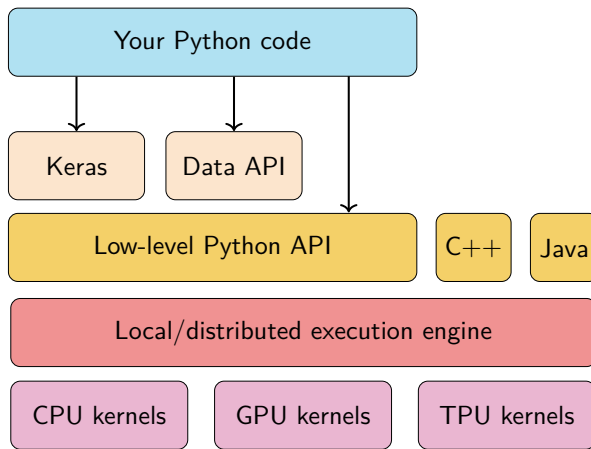 Your Python code
Keras
Data API
Low-level Python API
C++
Java
Local/distributed execution engine
CPU kernels
GPU kernels
TPU kernels